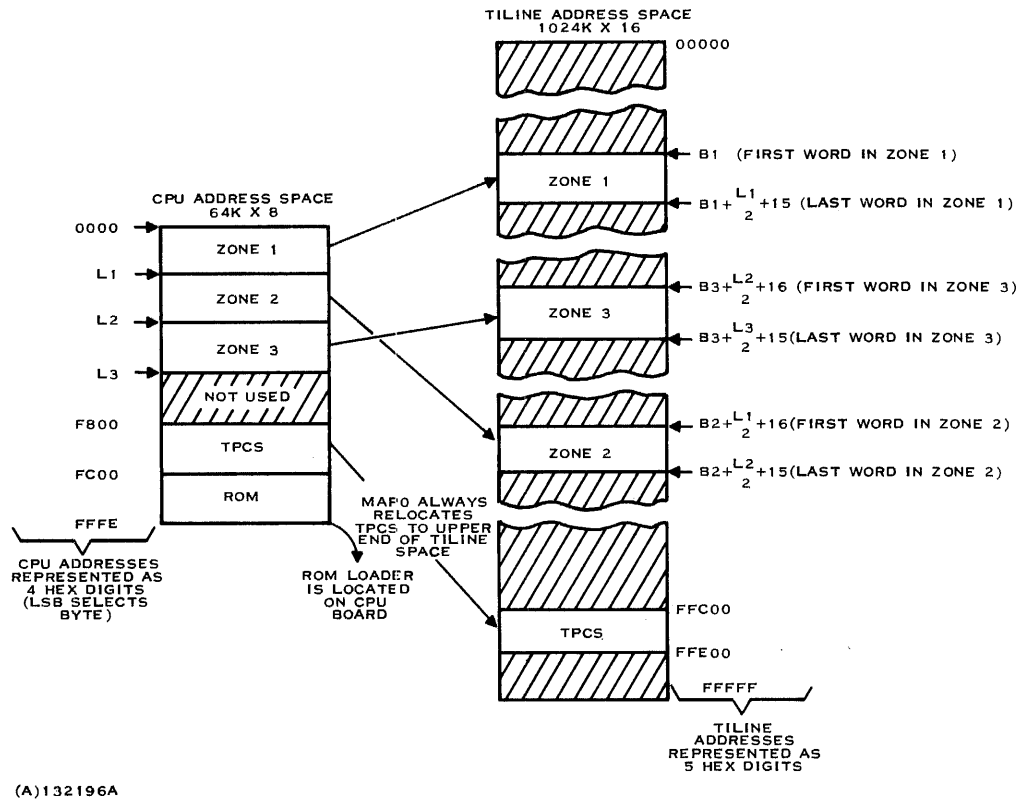 TILINE ADDRESS SPACE
1024K X 16
00000
B1 (FIRST WORD IN ZONE 1)
ZONE 1
B1+L1/2+15 (LAST WORD IN ZONE 1)
CPU ADDRESS SPACE
64K X 8
0000
ZONE 1
L1
ZONE 2
L2
ZONE 3
L3
NOT USED
F800
TPCS
FC00
ROM
FFFE
B3+L2/2+16 (FIRST WORD IN ZONE 3)
ZONE 3
B3+L3/2+15(LAST WORD IN ZONE 3)
B2+L1/2+16(FIRST WORD IN ZONE 2)
ZONE 2
B2+L2/2+15(LAST WORD IN ZONE 2)
MAP0 ALWAYS
RELOCATES
TPCS TO UPPER
END OF TILINE
SPACE
CPU ADDRESSES
REPRESENTED AS
4 HEX DIGITS
(LSB SELECTS
BYTE)
ROM LOADER
IS LOCATED
ON CPU
BOARD
FFC00
TPCS
FFE00
FFFFF
TILINE
ADDRESSES
REPRESENTED AS
5 HEX DIGITS
(A)132196A